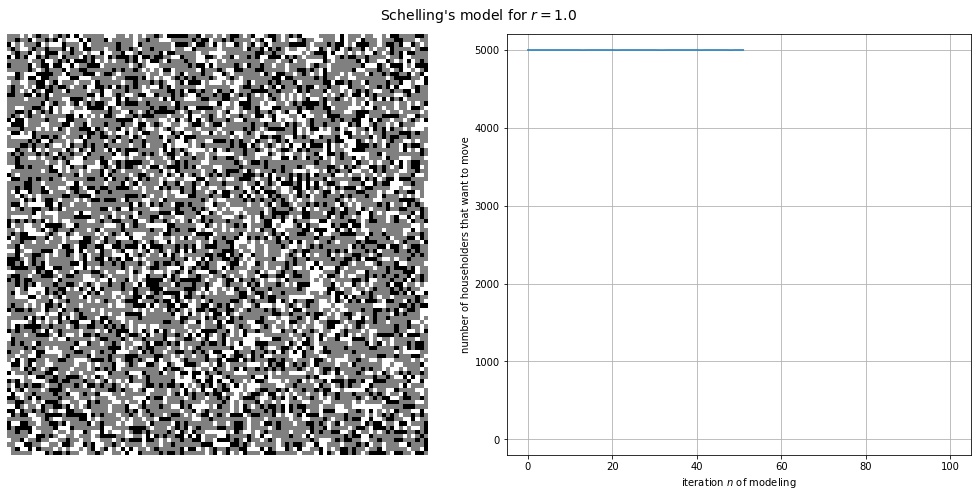 Schelling's model for r = 1.0
number of householders that want to move
5000
4000
3000
2000
1000
0
0 20 40 60 80 100
iteration n of modeling